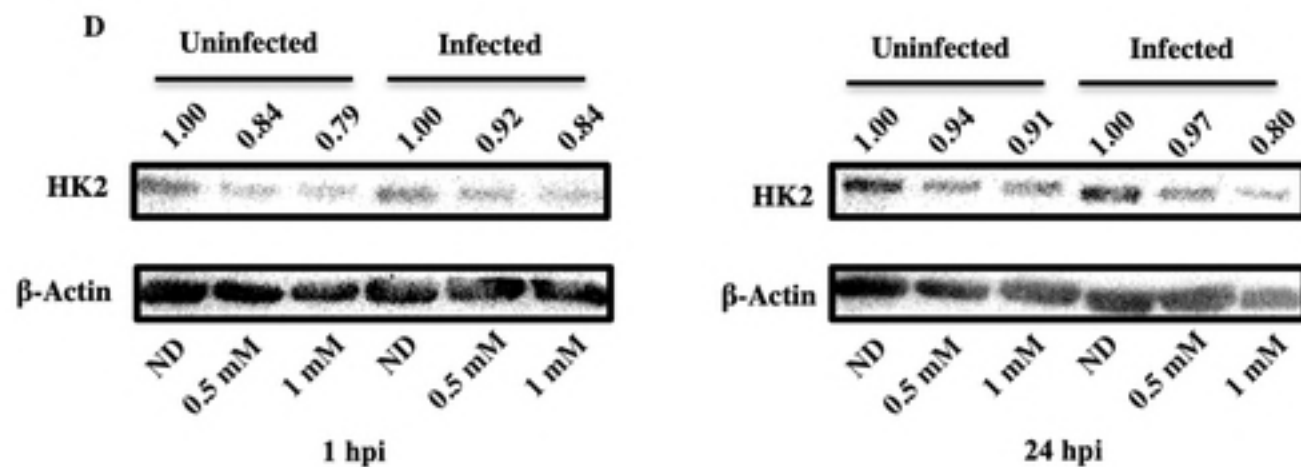 D
Uninfected Infected
1.00 0.84 0.79 1.00 0.92 0.84
HK2
β-Actin
ND 0.5 mM 1 mM ND 0.5 mM 1 mM
1 hpi
Uninfected Infected
1.00 0.94 0.91 1.00 0.97 0.80
HK2
β-Actin
ND 0.5 mM 1 mM ND 0.5 mM 1 mM
24 hpi